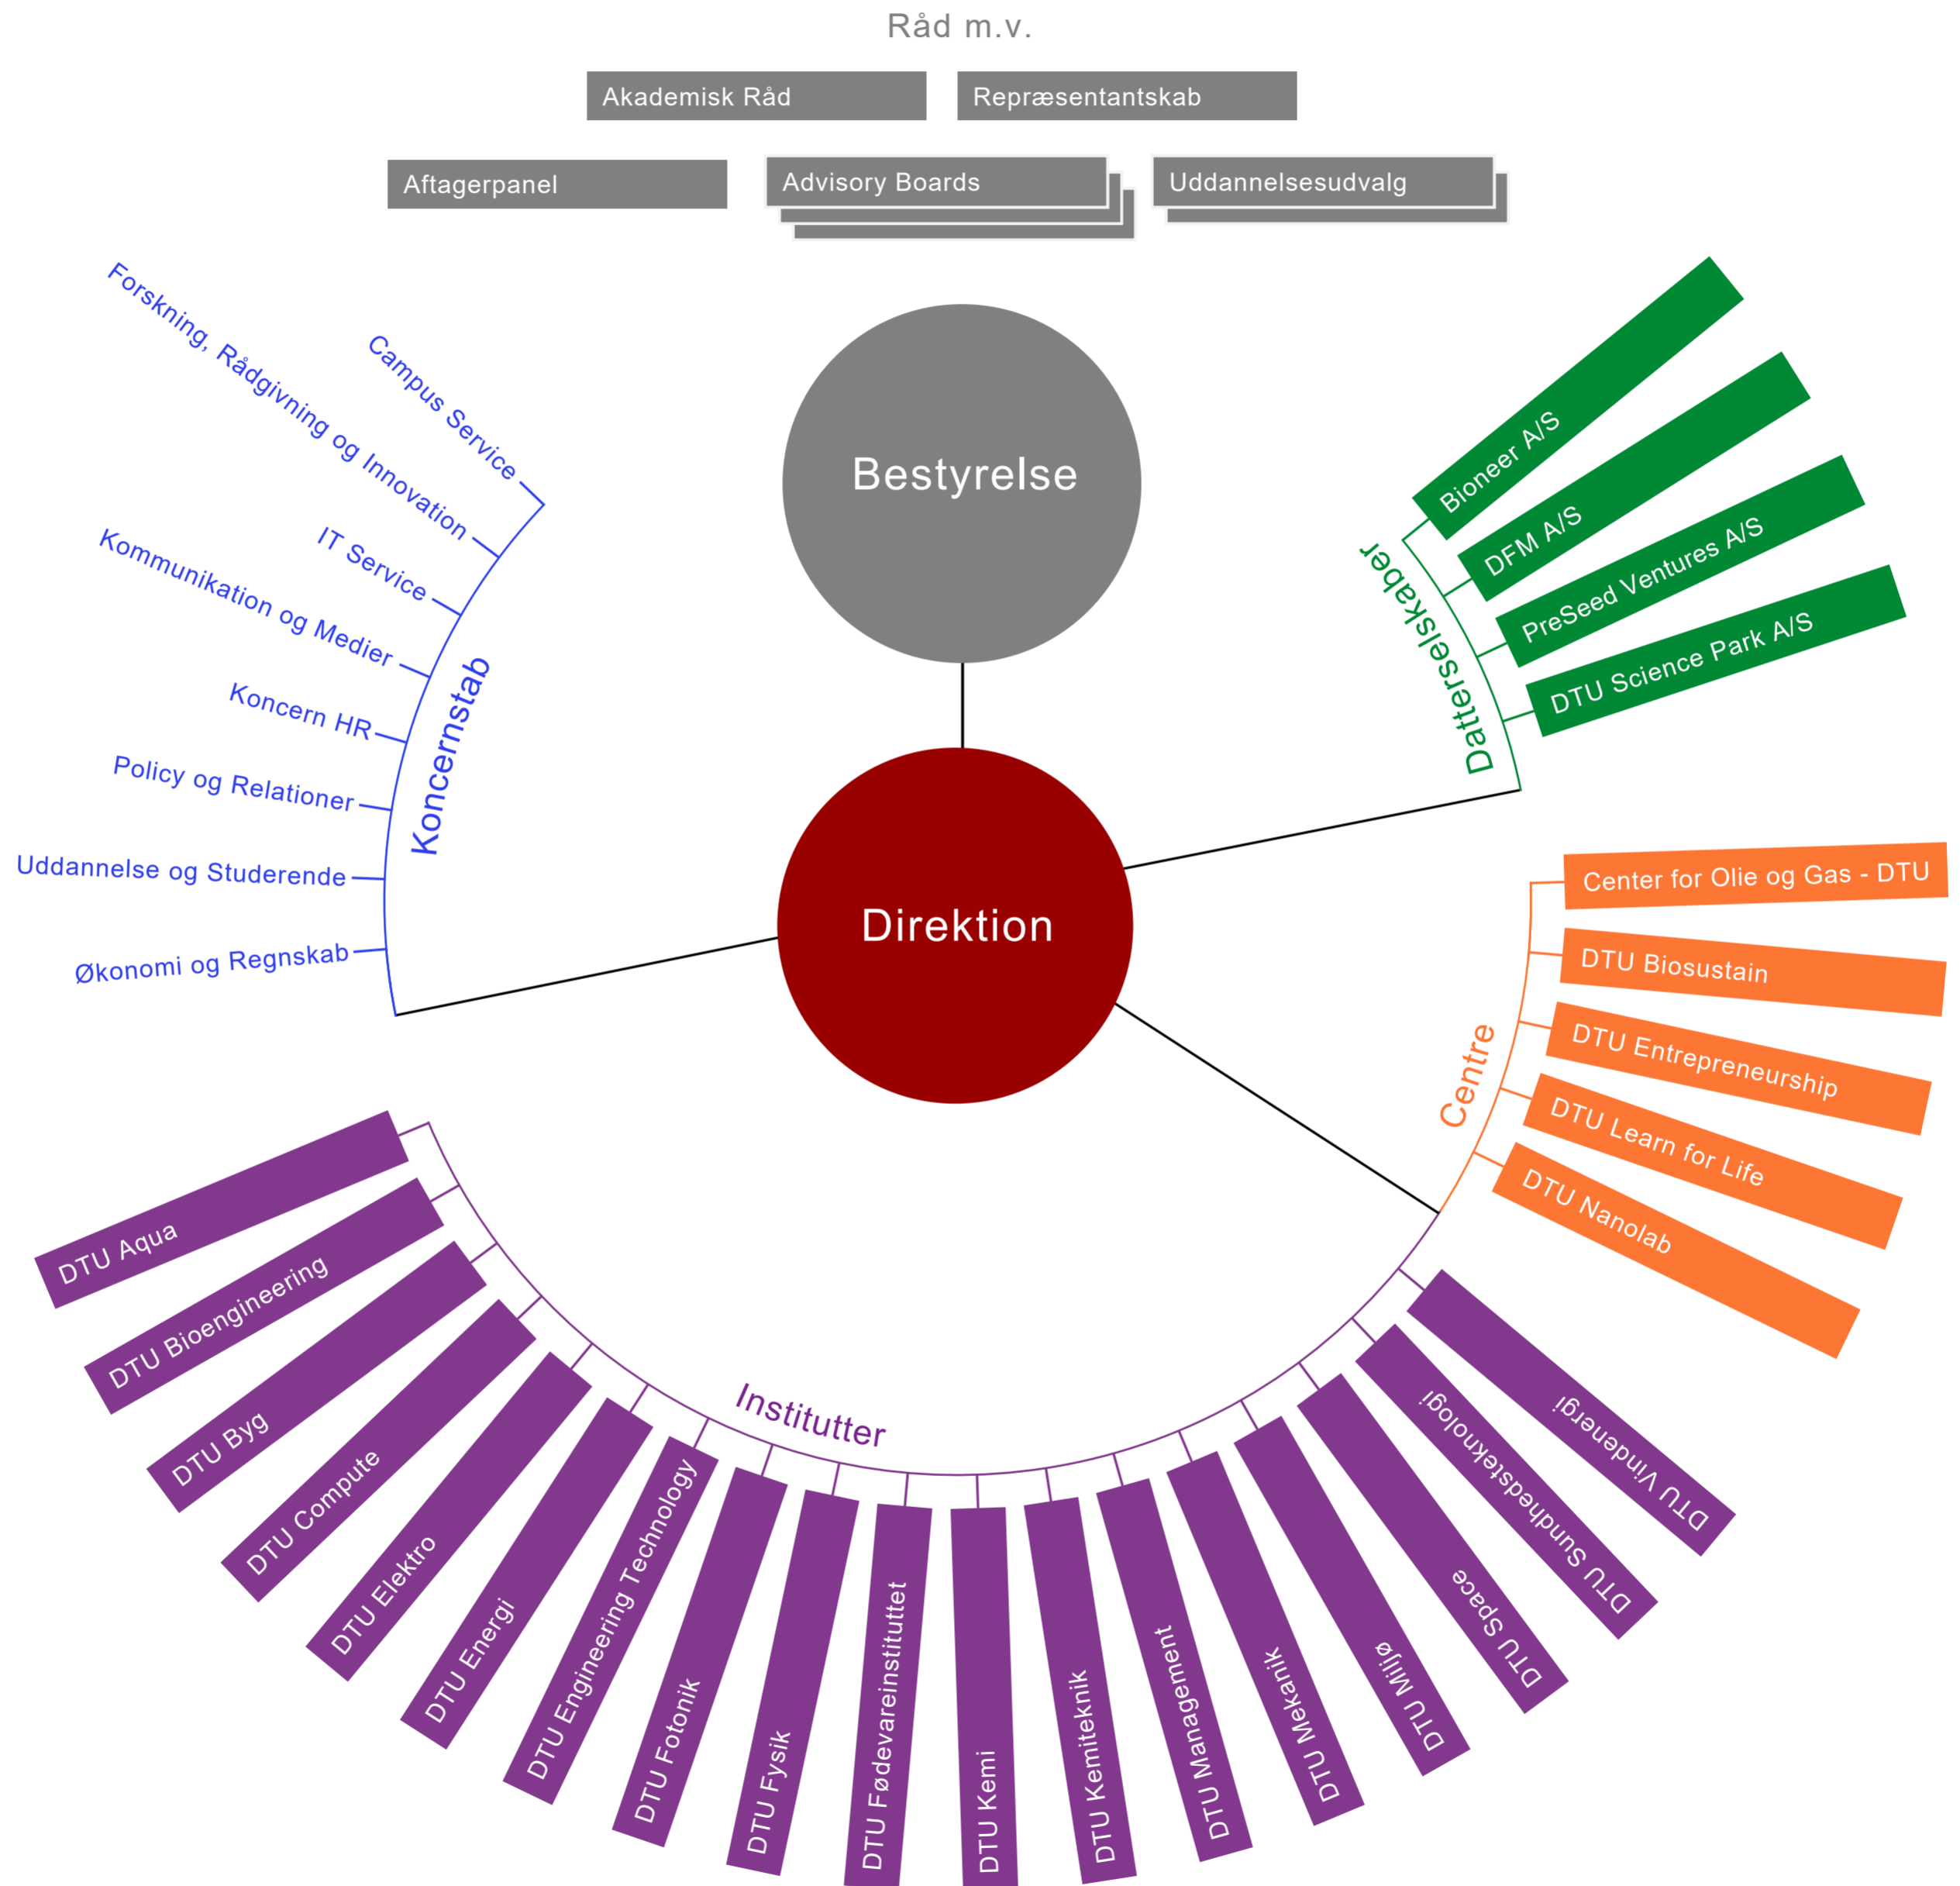 Råd m.v.
Akademisk Råd
Repræsentantskab
Aftagerpanel
Advisory Boards
Uddannelsesudvalg
Bestyrelse
Direktion
Koncernstab
Campus Service
Forskning, Rådgivning og Innovation
IT Service
Kommunikation og Medier
Koncern HR
Policy og Relationer
Uddannelse og Studerende
Økonomi og Regnskab
Datterselskaber
Bioneer A/S
DFM A/S
PreSeed Ventures A/S
DTU Science Park A/S
Centre
Center for Olie og Gas - DTU
DTU Biosustain
DTU Entrepreneurship
DTU Learn for Life
DTU Nanolab
Institutter
DTU Aqua
DTU Bioengineering
DTU Byg
DTU Compute
DTU Elektro
DTU Energi
DTU Engineering Technology
DTU Fotonik
DTU Fysik
DTU Fødevareinstituttet
DTU Kemi
DTU Kemiteknik
DTU Management
DTU Mekanik
DTU Miljø
DTU Space
DTU Sundhedsteknologi
DTU Vindenergi